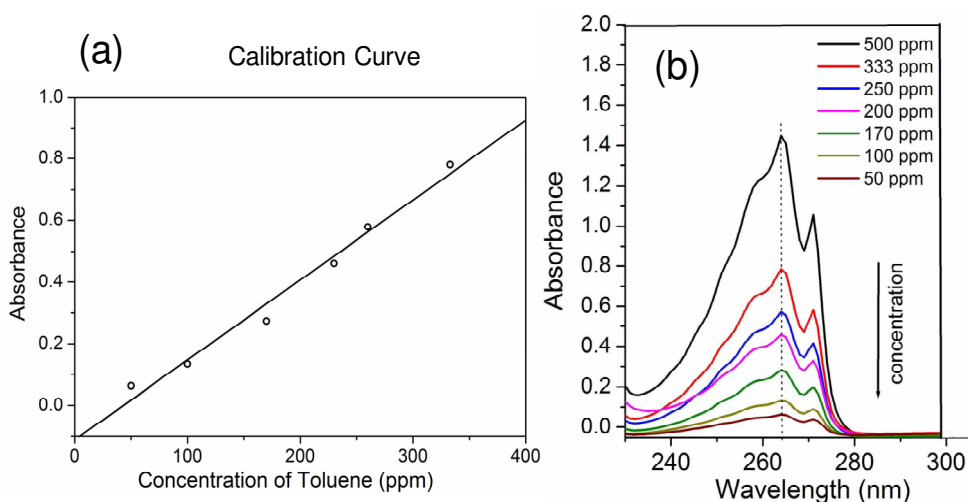 (a)
Calibration Curve
Absorbance
1.0
0.8
0.6
0.4
0.2
0.0
0
100
200
300
400
Concentration of Toluene (ppm)
(b)
500 ppm
333 ppm
250 ppm
200 ppm
170 ppm
100 ppm
50 ppm
concentration
Absorbance
2.0
1.8
1.6
1.4
1.2
1.0
0.8
0.6
0.4
0.2
0.0
240
260
280
300
Wavelength (nm)